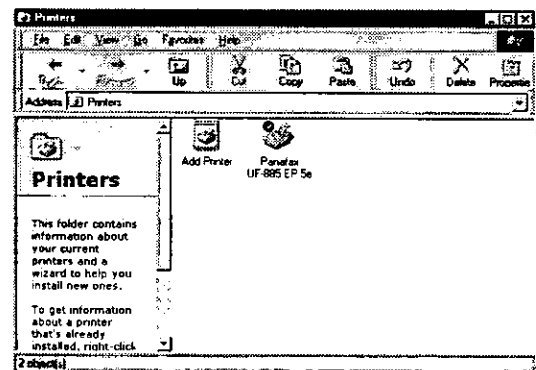 Printers
File Edit View Go Favorites Help
Back Up Cut Copy Paste Undo Delete Properties
Address Printers
Printers
This folder contains
information about
your current
printers and a
wizard to help you
install new ones.
To get information
about a printer
that's already
installed, right-click
Add Printer
Panafax
UF-885 EP 5e
2 object(s)